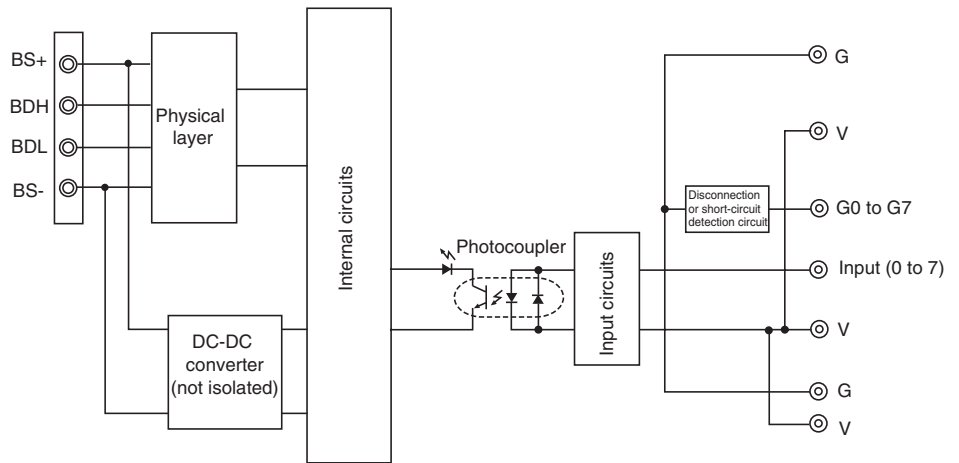 BS+
BDH
BDL
BS-
Physical
layer
DC-DC
converter
(not isolated)
Internal circuits
Photocoupler
Input circuits
Disconnection
or short-circuit
detection circuit
G
V
G0 to G7
Input (0 to 7)
V
G
V